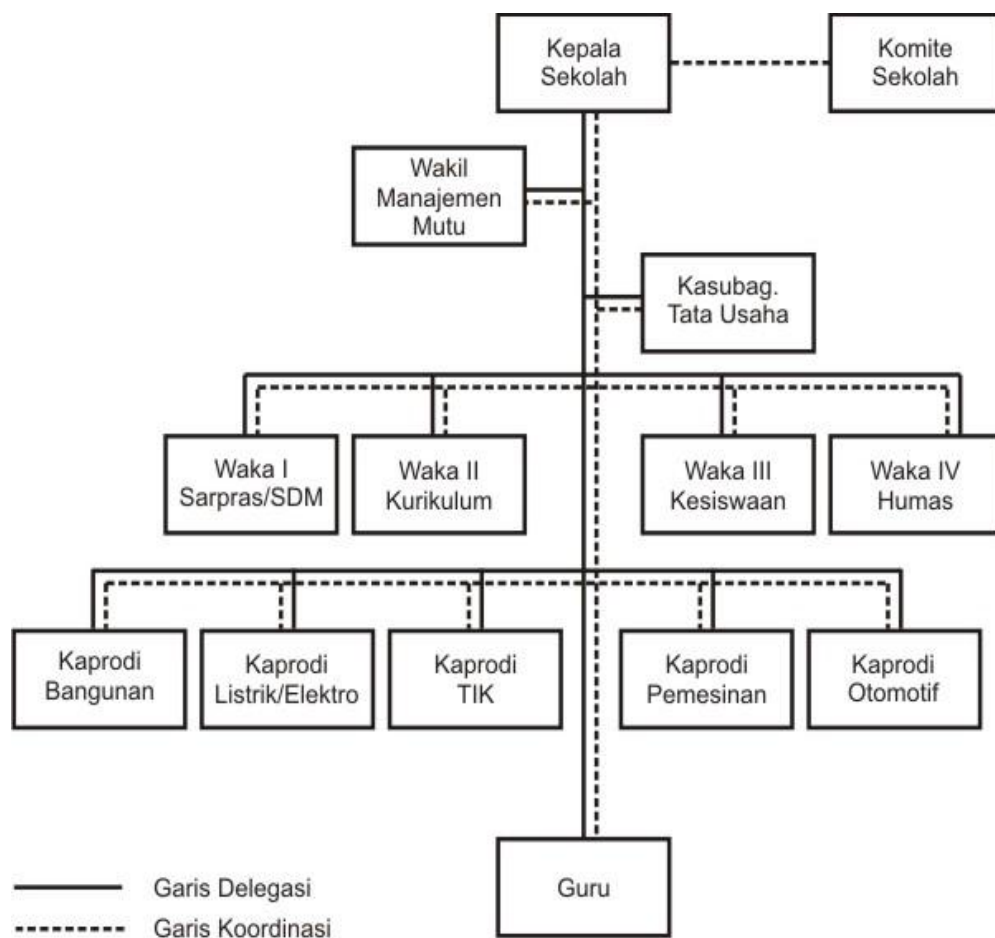 Kepala
Sekolah
Komite
Sekolah
Wakil
Manajemen
Mutu
Kasubag.
Tata Usaha
Waka I
Sarpras/SDM
Waka II
Kurikulum
Waka III
Kesiswaan
Waka IV
Humas
Kaprodi
Bangunan
Kaprodi
Listrik/Elektro
Kaprodi
TIK
Kaprodi
Pemesinan
Kaprodi
Otomotif
Guru
Garis Delegasi
Garis Koordinasi